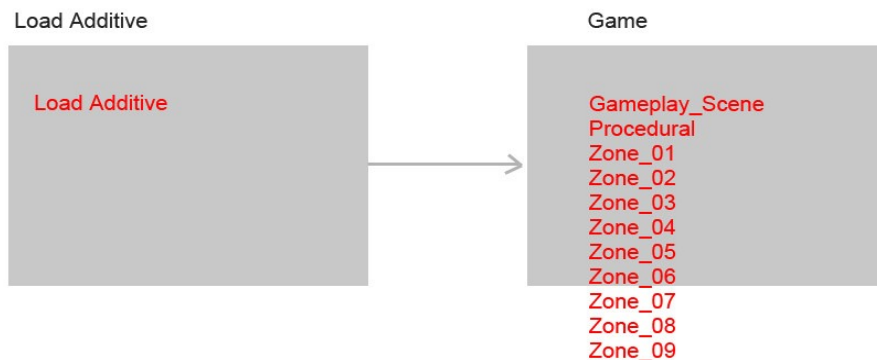 Load Additive
Load Additive
Game
Gameplay_Scene
Procedural
Zone_01
Zone_02
Zone_03
Zone_04
Zone_05
Zone_06
Zone_07
Zone_08
Zone_09